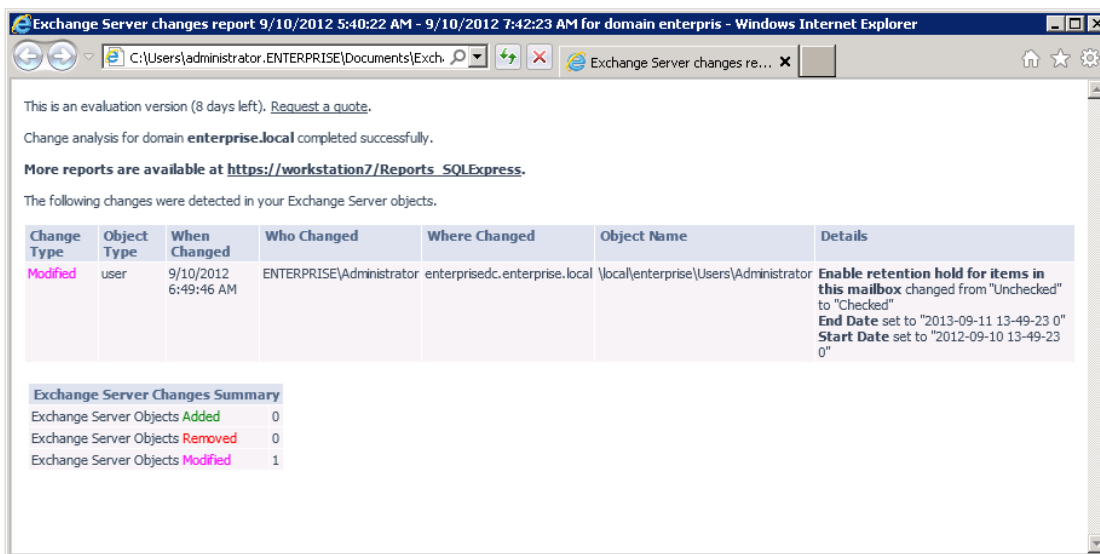 Exchange Server changes report 9/10/2012 5:40:22 AM - 9/10/2012 7:42:23 AM for domain enterpris - Windows Internet Explorer
C:\Users\administrator.ENTERPRISE\Documents\Exch
Exchange Server changes re...
This is an evaluation version (8 days left). Request a quote.
Change analysis for domain enterprise.local completed successfully.
More reports are available at https://workstation7/Reports_SQLExpress.
The following changes were detected in your Exchange Server objects.
Change Type Object Type When Changed Who Changed Where Changed Object Name Details
Modified user 9/10/2012 6:49:46 AM ENTERPRISE\Administrator enterprisedc.enterprise.local \local\enterprise\Users\Administrator Enable retention hold for items in
this mailbox changed from "Unchecked"
to "Checked"
End Date set to "2013-09-11 13-49-23 0"
Start Date set to "2012-09-10 13-49-23
0"
Exchange Server Changes Summary
Exchange Server Objects Added 0
Exchange Server Objects Removed 0
Exchange Server Objects Modified 1